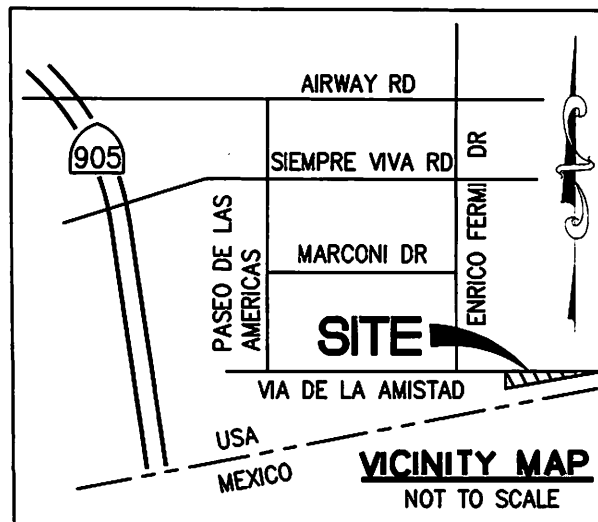 AIRWAY RD
905
SIEMPRE VIVA RD
ENRICO FERMI DR
MARCONI DR
PASEO DE LAS
AMERICAS
SITE
VIA DE LA AMISTAD
USA
MEXICO
VICINITY MAP
NOT TO SCALE